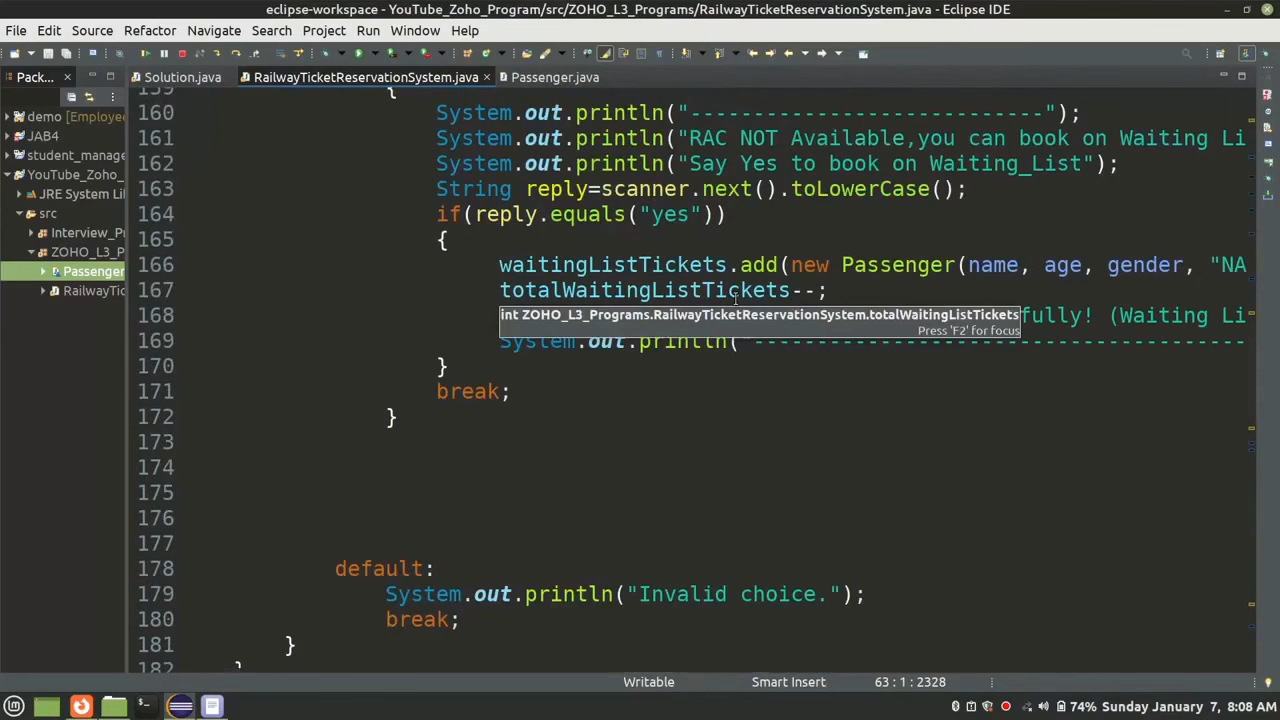 eclipse-workspace - YouTube_Zoho_Program/src/ZOHO_L3_Programs/RailwayTicketReservationSystem.java - Eclipse IDE
File Edit Source Refactor Navigate Search Project Run Window Help
Pack... Solution.java RailwayTicketReservationSystem.java Passenger.java
demo [Employee
JAB4
student_manage
YouTube_Zoho_
JRE System Lib
src
Interview_Pr
ZOHO_L3_P
Passenger
RailwayTic
159 {
160 System.out.println("----------------------------");
161 System.out.println("RAC NOT Available,you can book on Waiting Li
162 System.out.println("Say Yes to book on Waiting_List");
163 String reply=scanner.next().toLowerCase();
164 if(reply.equals("yes"))
165 {
166 waitingListTickets.add(new Passenger(name, age, gender, "NA
167 totalWaitingListTickets--;
int ZOHO_L3_Programs.RailwayTicketReservationSystem.totalWaitingListTickets
Press 'F2' for focus
168 fully! (Waiting Li
169 System.out.println("---------------------------------------
170 }
171 break;
172 }
173
174
175
176
177
178 default:
179 System.out.println("Invalid choice.");
180 break;
181 }
182 }
Writable Smart Insert 63 : 1 : 2328
74% Sunday January 7, 8:08 AM